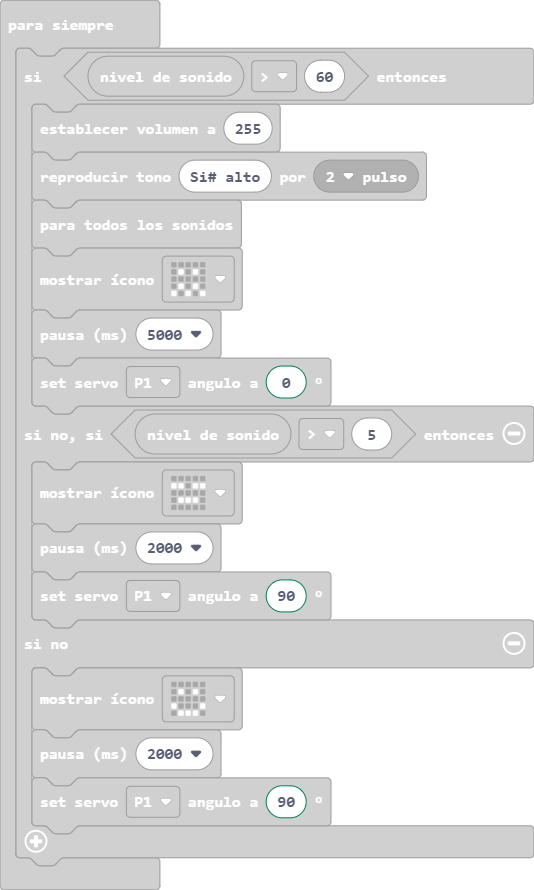 para siempre
si nivel de sonido > 60 entonces
establecer volumen a 255
reproducir tono Si# alto por 2 pulso
para todos los sonidos
mostrar ícono
pausa (ms) 5000
set servo P1 angulo a 0 °
si no, si nivel de sonido > 5 entonces
mostrar ícono
pausa (ms) 2000
set servo P1 angulo a 90 °
si no
mostrar ícono
pausa (ms) 2000
set servo P1 angulo a 90 °